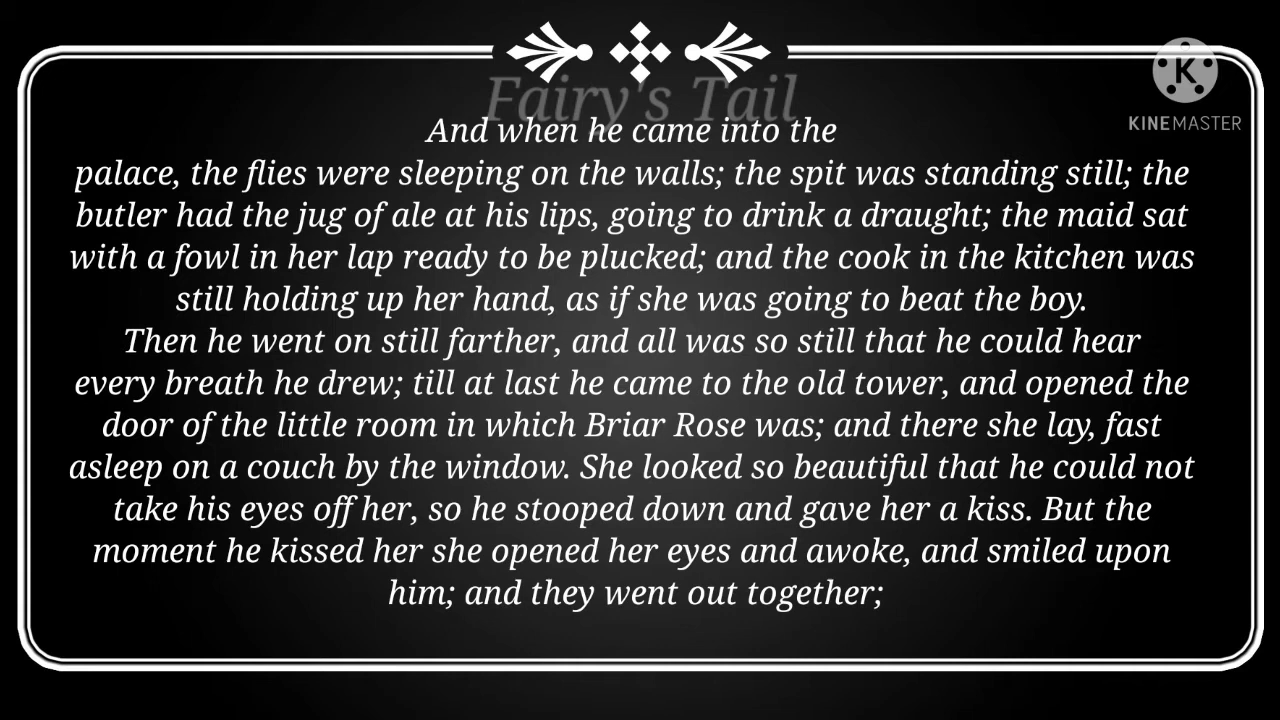 Fairy's Tail
K
KINEMASTER
And when he came into the
palace, the flies were sleeping on the walls; the spit was standing still; the
butler had the jug of ale at his lips, going to drink a draught; the maid sat
with a fowl in her lap ready to be plucked; and the cook in the kitchen was
still holding up her hand, as if she was going to beat the boy.
Then he went on still farther, and all was so still that he could hear
every breath he drew; till at last he came to the old tower, and opened the
door of the little room in which Briar Rose was; and there she lay, fast
asleep on a couch by the window. She looked so beautiful that he could not
take his eyes off her, so he stooped down and gave her a kiss. But the
moment he kissed her she opened her eyes and awoke, and smiled upon
him; and they went out together;